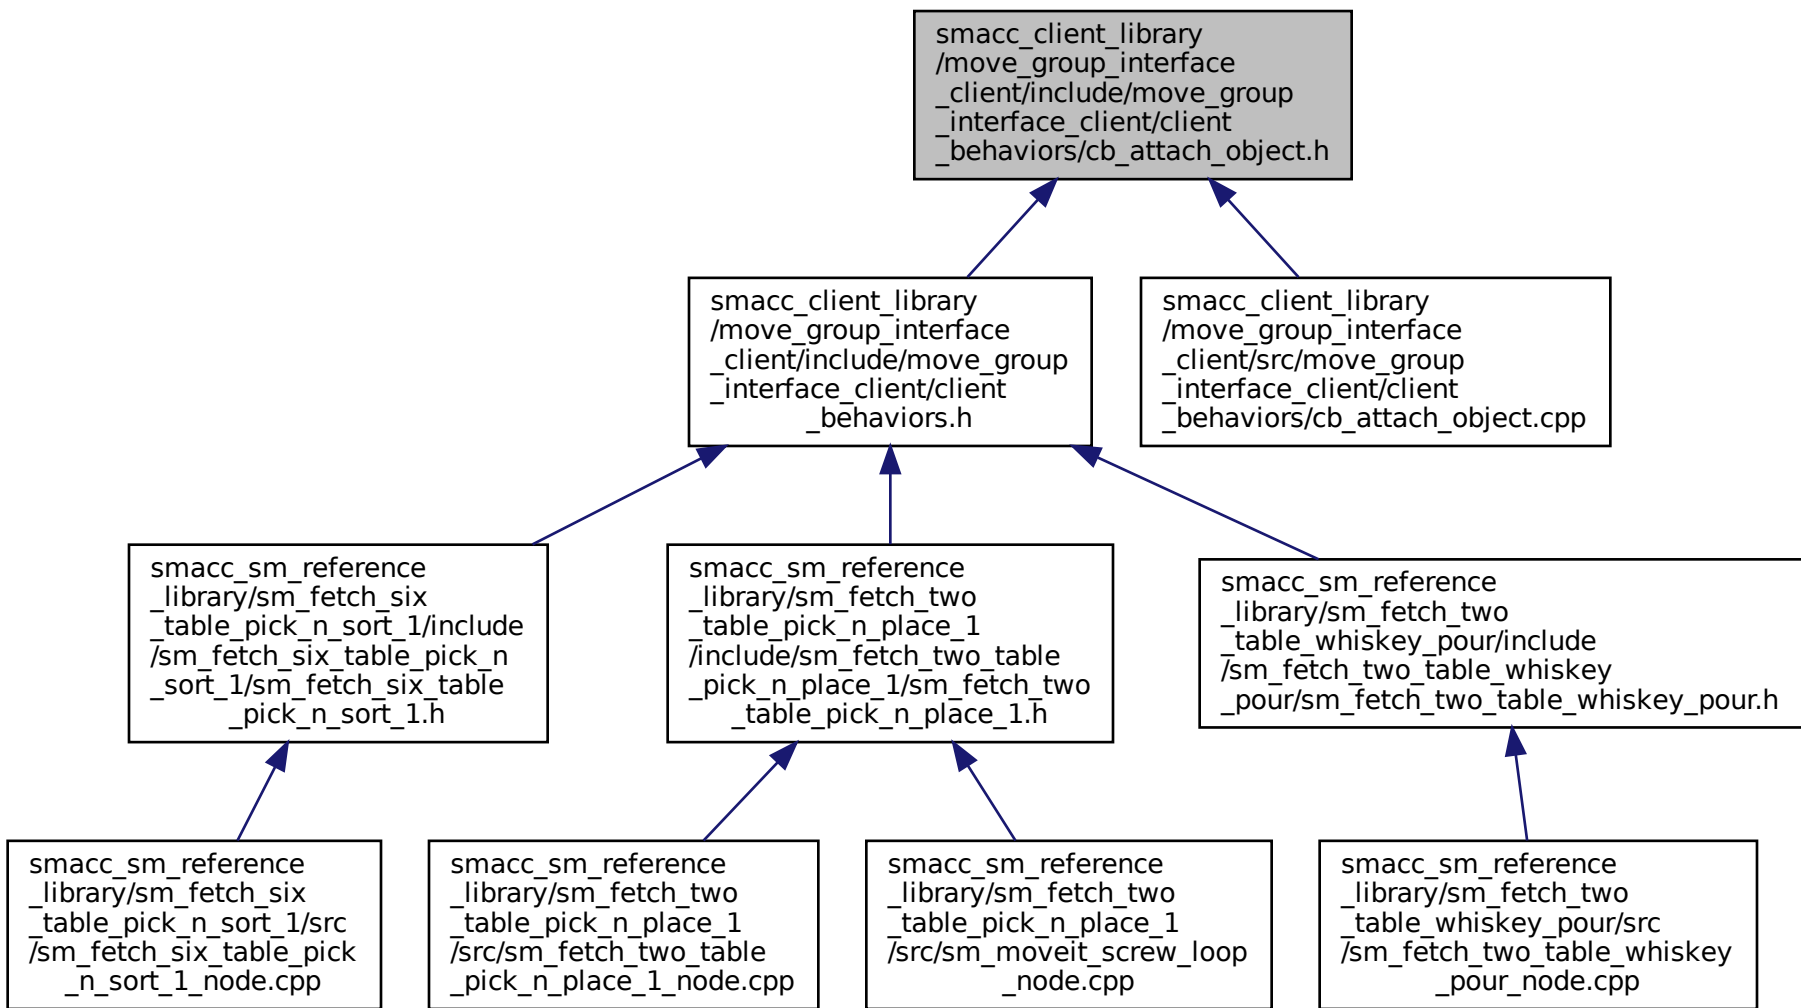 smacc_client_library
/move_group_interface
_client/include/move_group
_interface_client/client
_behaviors/cb_attach_object.h
smacc_client_library
/move_group_interface
_client/include/move_group
_interface_client/client
_behaviors.h
smacc_client_library
/move_group_interface
_client/src/move_group
_interface_client/client
_behaviors/cb_attach_object.cpp
smacc_sm_reference
_library/sm_fetch_six
_table_pick_n_sort_1/include
/sm_fetch_six_table_pick_n
_sort_1/sm_fetch_six_table
_pick_n_sort_1.h
smacc_sm_reference
_library/sm_fetch_two
_table_pick_n_place_1
/include/sm_fetch_two_table
_pick_n_place_1/sm_fetch_two
_table_pick_n_place_1.h
smacc_sm_reference
_library/sm_fetch_two
_table_whiskey_pour/include
/sm_fetch_two_table_whiskey
_pour/sm_fetch_two_table_whiskey_pour.h
smacc_sm_reference
_library/sm_fetch_six
_table_pick_n_sort_1/src
/sm_fetch_six_table_pick
_n_sort_1_node.cpp
smacc_sm_reference
_library/sm_fetch_two
_table_pick_n_place_1
/src/sm_fetch_two_table
_pick_n_place_1_node.cpp
smacc_sm_reference
_library/sm_fetch_two
_table_pick_n_place_1
/src/sm_moveit_screw_loop
_node.cpp
smacc_sm_reference
_library/sm_fetch_two
_table_whiskey_pour/src
/sm_fetch_two_table_whiskey
_pour_node.cpp